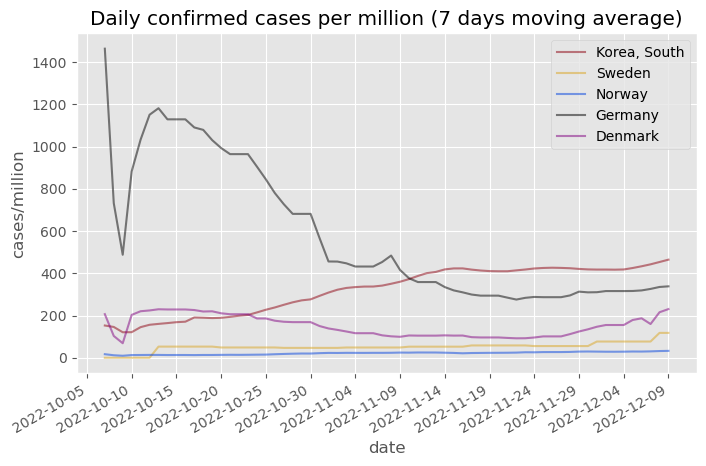 Daily confirmed cases per million (7 days moving average)
Korea, South
Sweden
Norway
Germany
Denmark
cases/million
1400
1200
1000
800
600
400
200
0
2022-10-05
2022-10-10
2022-10-15
2022-10-20
2022-10-25
2022-10-30
2022-11-04
2022-11-09
2022-11-14
2022-11-19
2022-11-24
2022-11-29
2022-12-04
2022-12-09
date